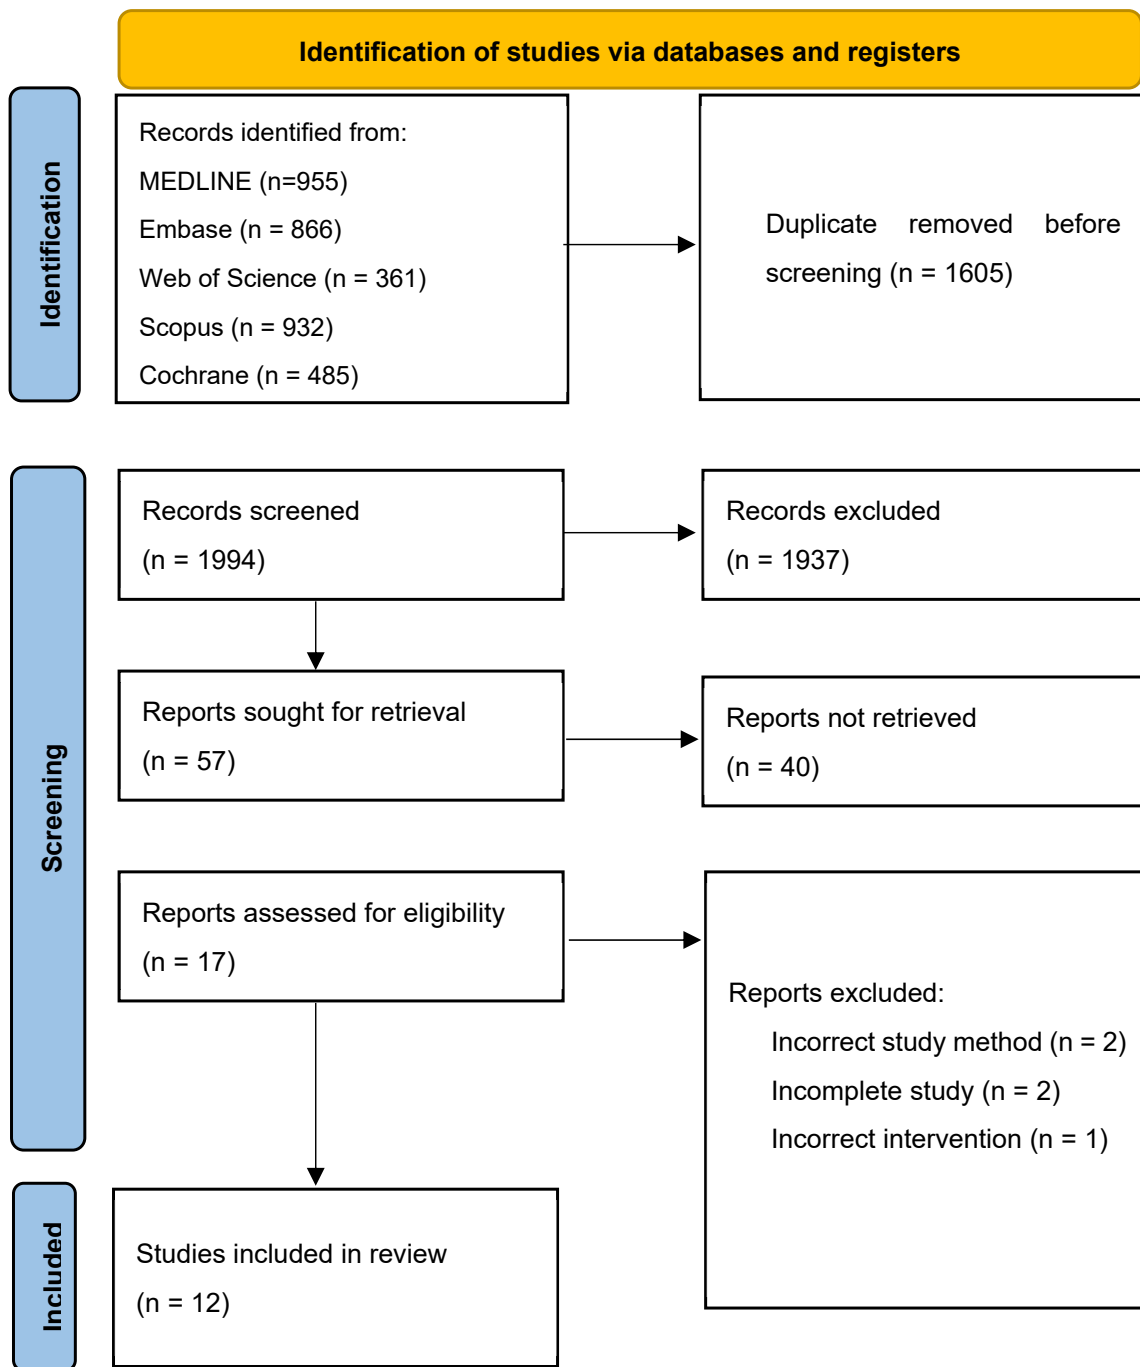 Identification of studies via databases and registers
Identification
Records identified from:
MEDLINE (n=955)
Embase (n = 866)
Web of Science (n = 361)
Scopus (n = 932)
Cochrane (n = 485)
Duplicate removed before
screening (n = 1605)
Screening
Records screened
(n = 1994)
Records excluded
(n = 1937)
Reports sought for retrieval
(n = 57)
Reports not retrieved
(n = 40)
Reports assessed for eligibility
(n = 17)
Reports excluded:
Incorrect study method (n = 2)
Incomplete study (n = 2)
Incorrect intervention (n = 1)
Included
Studies included in review
(n = 12)